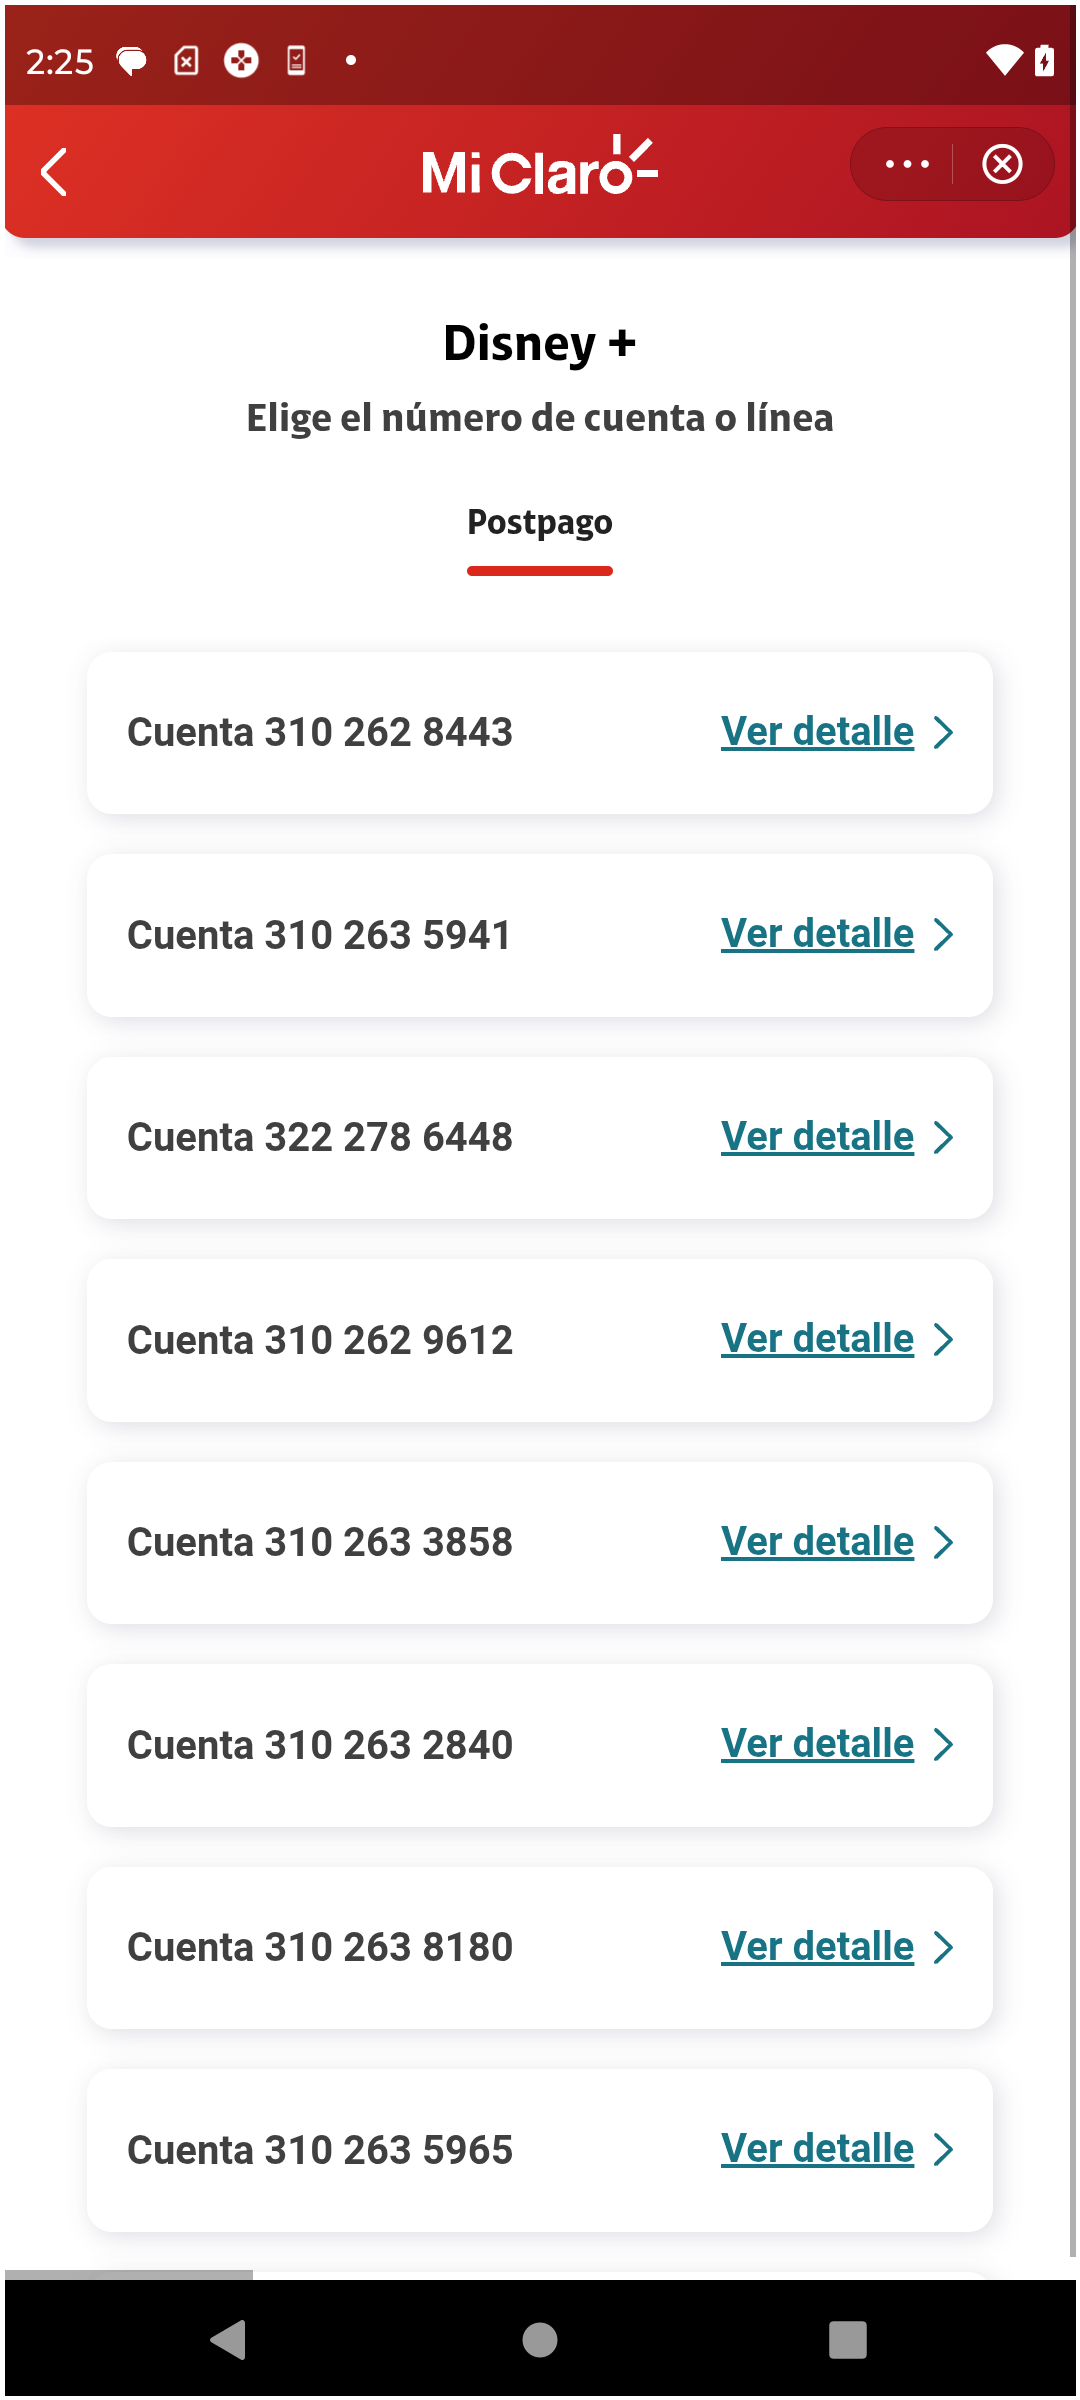 2:25
Mi Claro
Disney +
Elige el número de cuenta o línea
Postpago
Cuenta 310 262 8443 Ver detalle
Cuenta 310 263 5941 Ver detalle
Cuenta 322 278 6448 Ver detalle
Cuenta 310 262 9612 Ver detalle
Cuenta 310 263 3858 Ver detalle
Cuenta 310 263 2840 Ver detalle
Cuenta 310 263 8180 Ver detalle
Cuenta 310 263 5965 Ver detalle